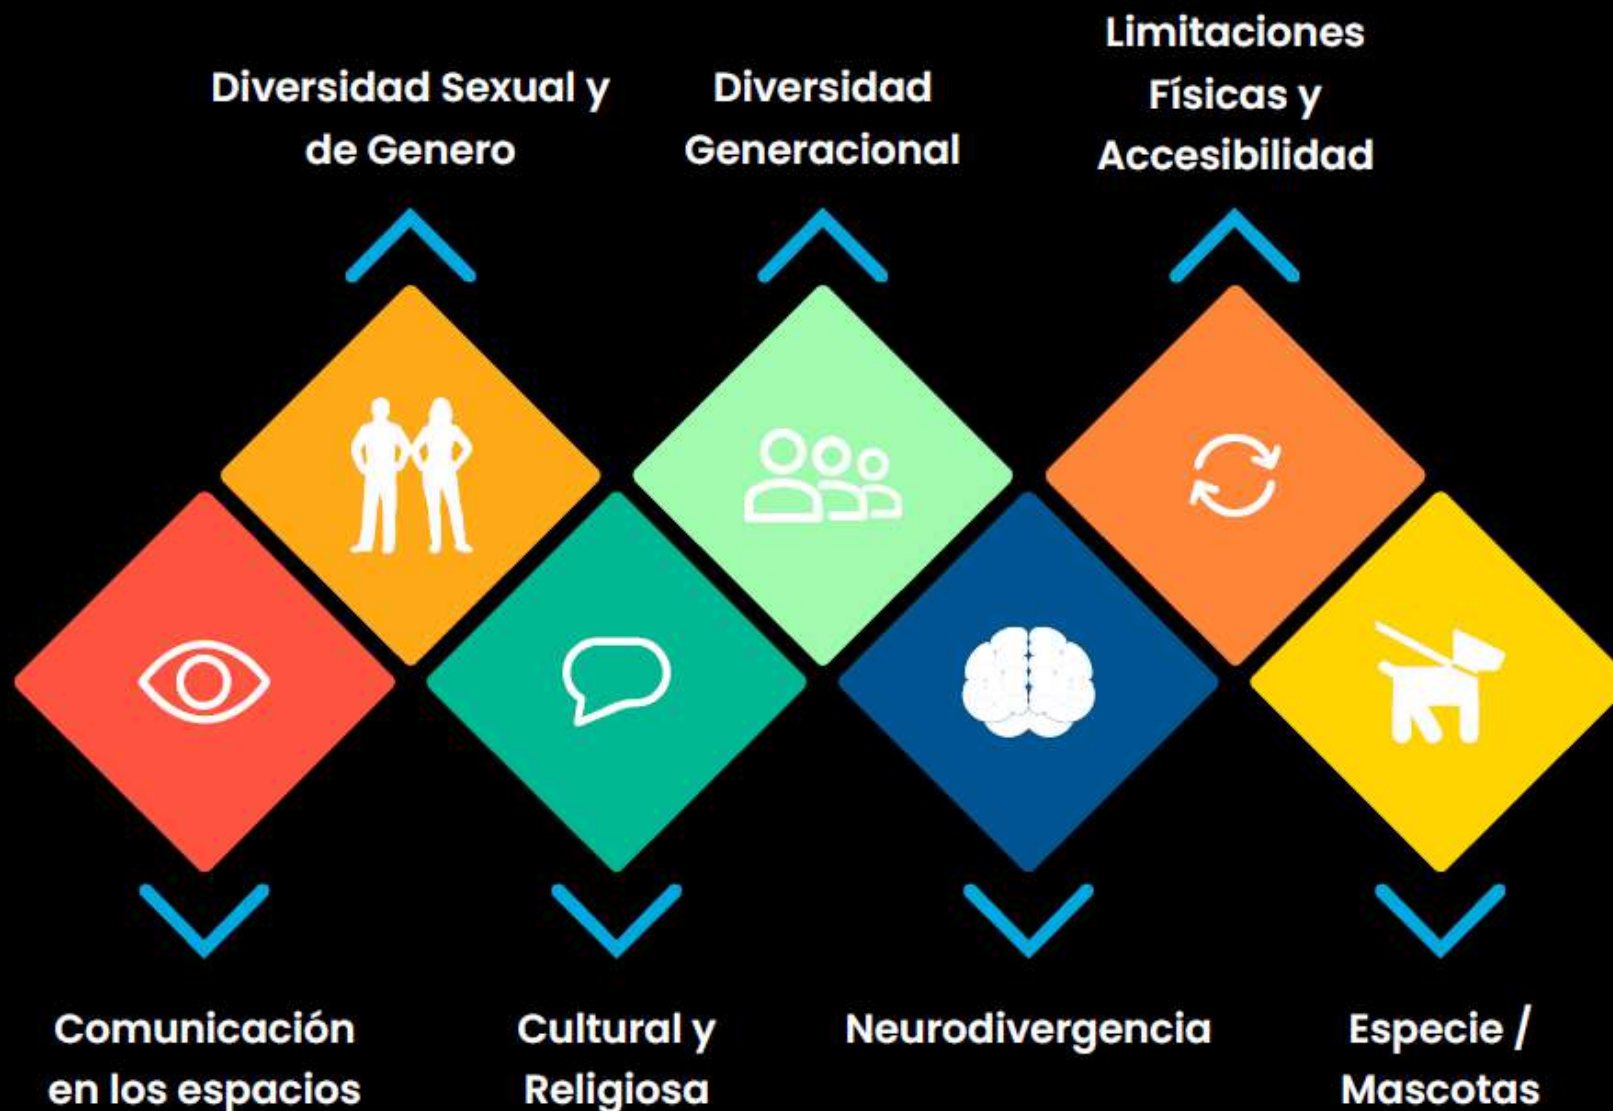 Diversidad Sexual y
de Genero
Diversidad
Generacional
Limitaciones
Físicas y
Accesibilidad
Comunicación
en los espacios
Cultural y
Religiosa
Neurodivergencia
Especie /
Mascotas